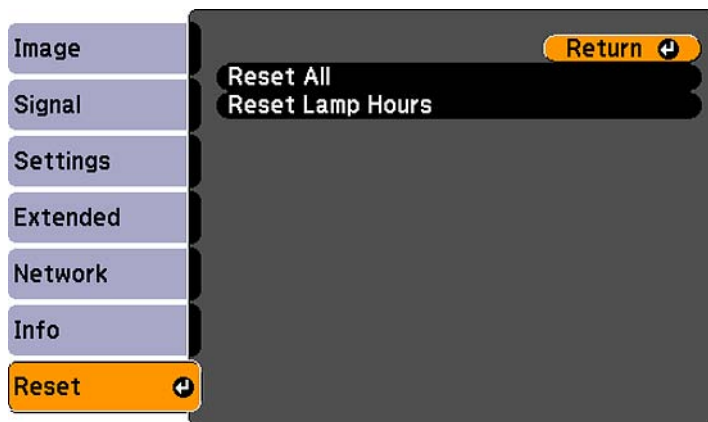 Image
Signal
Settings
Extended
Network
Info
Reset
Return
Reset All
Reset Lamp Hours